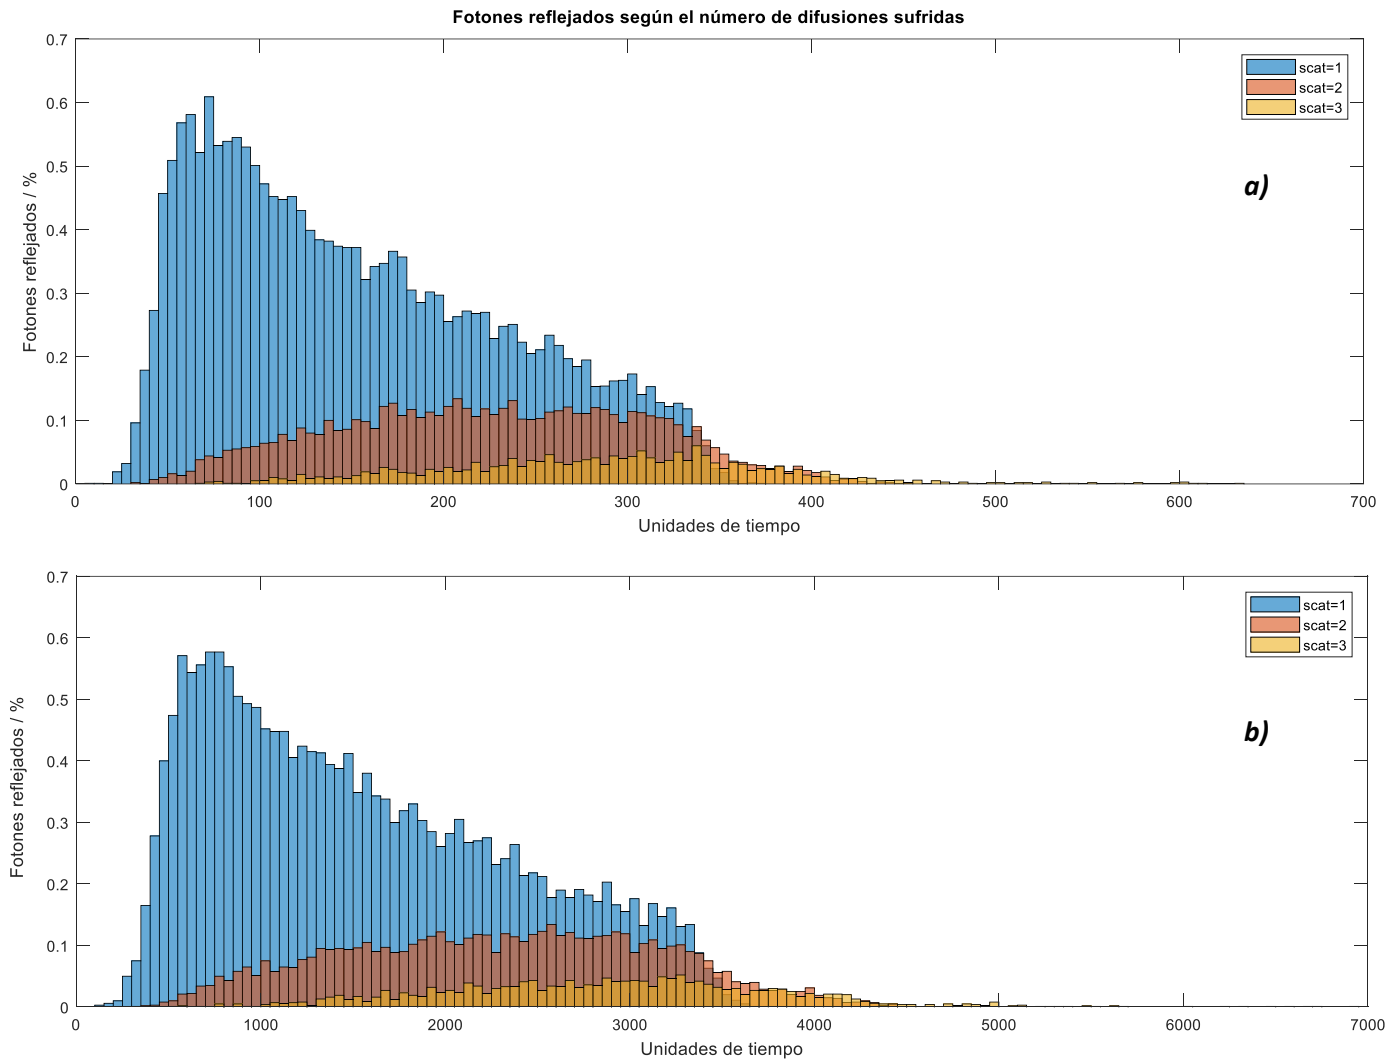 Fotones reflejados según el número de difusiones sufridas
0.7
0.6
0.5
0.4
0.3
0.2
0.1
0
Fotones reflejados / %
scat=1
scat=2
scat=3
a)
0 100 200 300 400 500 600 700
Unidades de tiempo
0.7
0.6
0.5
0.4
0.3
0.2
0.1
0
Fotones reflejados / %
scat=1
scat=2
scat=3
b)
0 1000 2000 3000 4000 5000 6000 7000
Unidades de tiempo